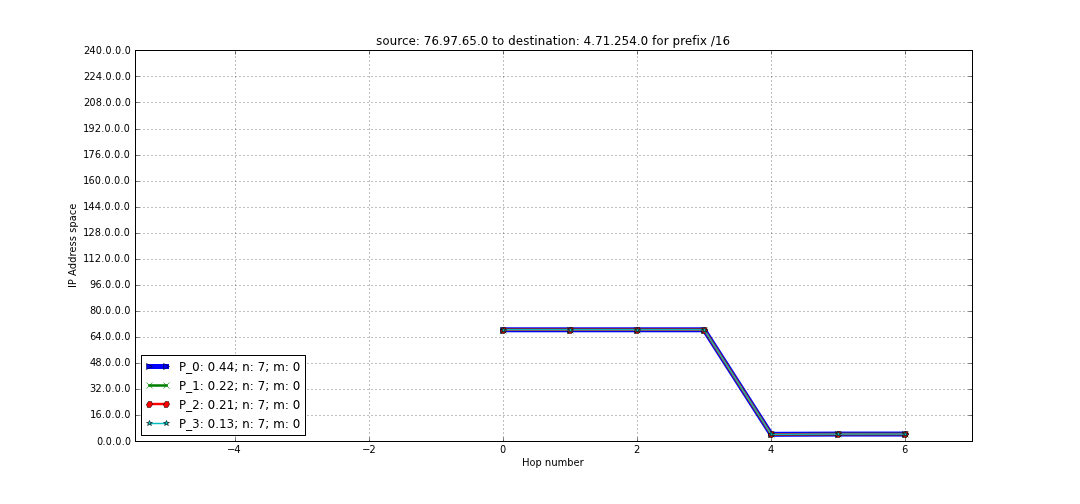 source: 76.97.65.0 to destination: 4.71.254.0 for prefix /16
240.0.0.0
224.0.0.0
208.0.0.0
192.0.0.0
176.0.0.0
160.0.0.0
144.0.0.0
128.0.0.0
112.0.0.0
96.0.0.0
80.0.0.0
64.0.0.0
48.0.0.0
32.0.0.0
16.0.0.0
0.0.0.0
IP Address space
P_0: 0.44; n: 7; m: 0
P_1: 0.22; n: 7; m: 0
P_2: 0.21; n: 7; m: 0
P_3: 0.13; n: 7; m: 0
−4 −2 0 2 4 6
Hop number